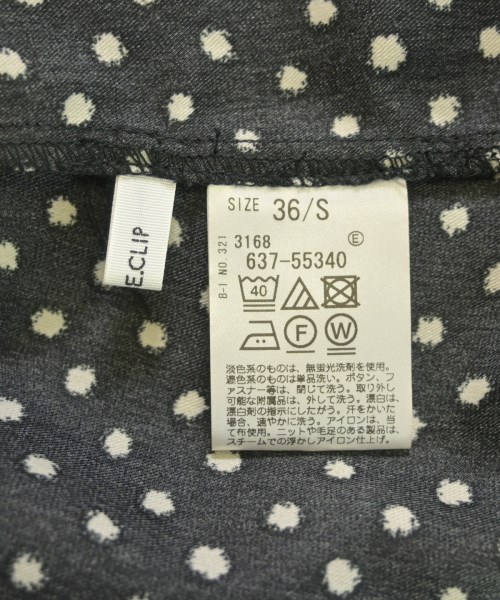 E.CLIP
SIZE 36/S
B-1 NO.321
3168
E
637-55340
40
F
W
淡色系のものは、無蛍光洗剤を使用。
濃色系のものは単品洗い。ボタン、フ
ァスナー等は、閉じて洗う。取り外し
可能な附属品は、外して洗う。漂白は、
漂白剤の指示にしたがう。汗をかいた
場合、速やかに洗う。アイロンは、当
て布使用。ニットや毛足のある製品は、
スチームでの浮かしアイロン仕上げ。